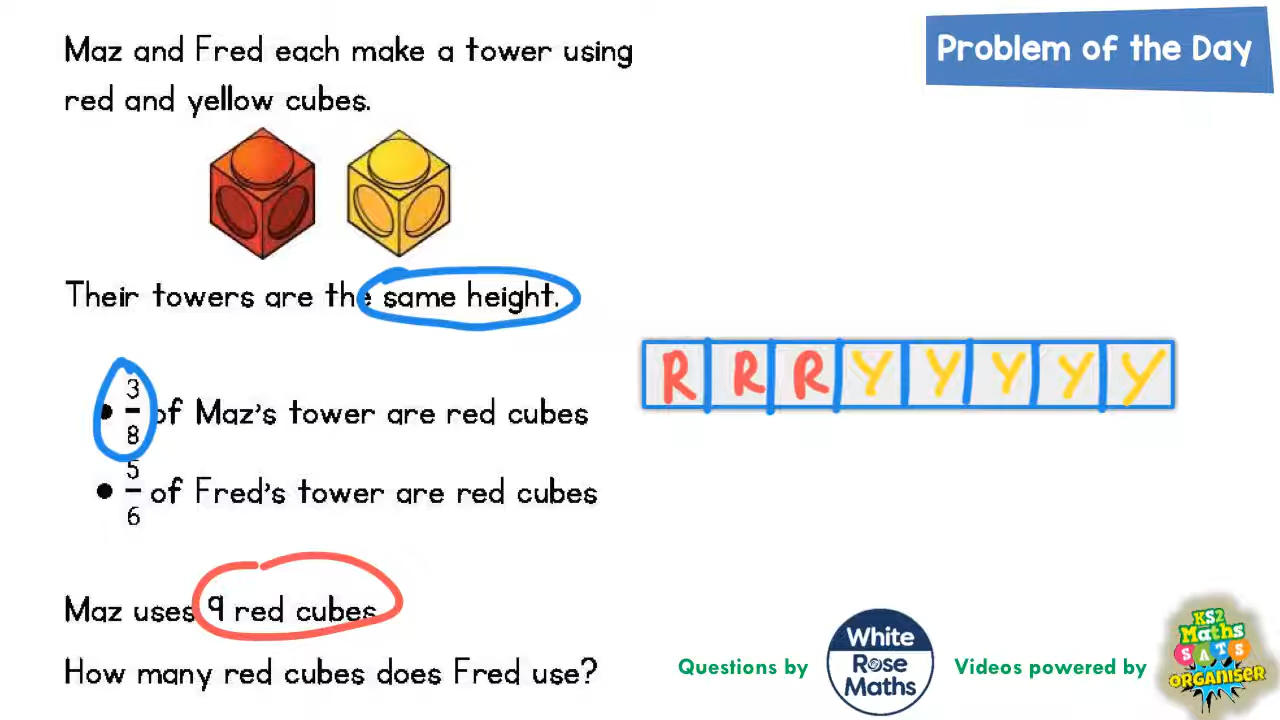 Maz and Fred each make a tower using
Problem of the Day
red and yellow cubes.
Their towers are the same height.
R R R Y Y Y Y Y
• 3/8 of Maz's tower are red cubes
• 5/6 of Fred's tower are red cubes
Maz uses 9 red cubes
How many red cubes does Fred use?
Questions by
White
Rose
Maths
Videos powered by
KS2
Maths
SATS
ORGANISER